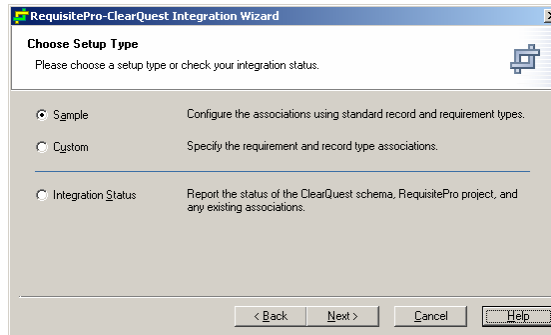 RequisitePro-ClearQuest Integration Wizard
Choose Setup Type
Please choose a setup type or check your integration status.
Sample Configure the associations using standard record and requirement types.
Custom Specify the requirement and record type associations.
Integration Status Report the status of the ClearQuest schema, RequisitePro project, and
any existing associations.
< Back Next > Cancel Help